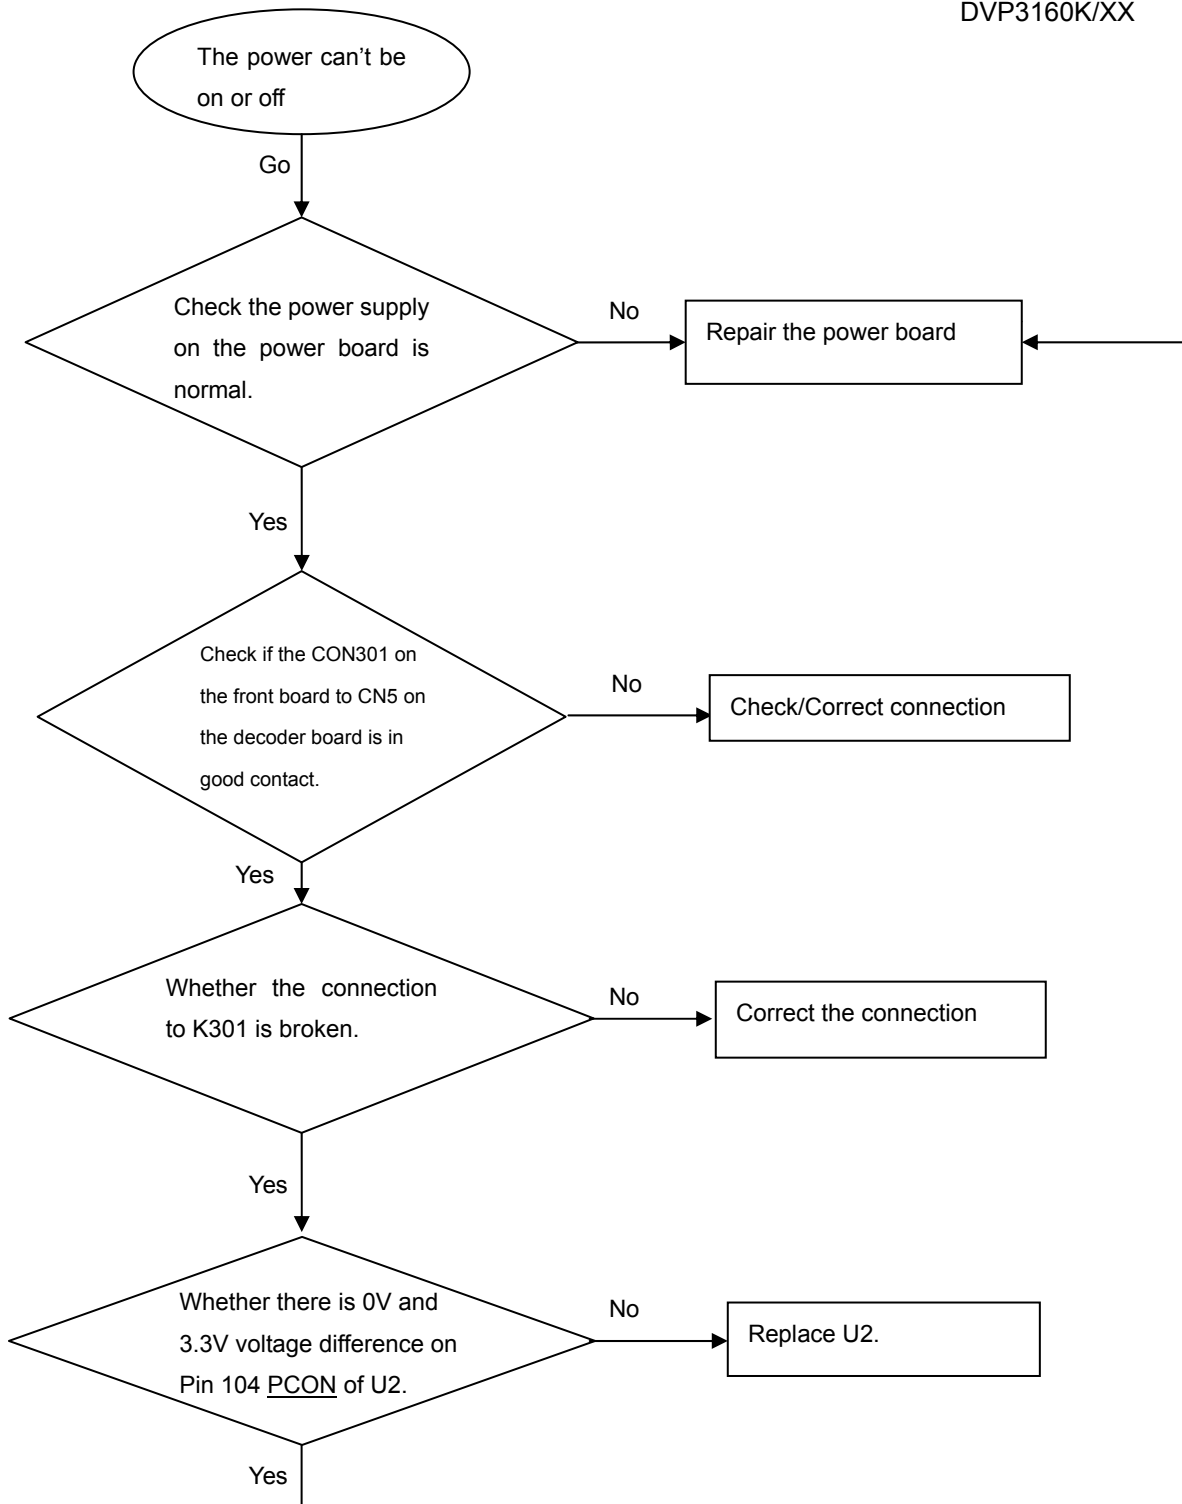 DVP3160K/XX
The power can’t be
on or off
Go
Check the power supply
on the power board is
normal.
No
Repair the power board
Yes
Check if the CON301 on
the front board to CN5 on
the decoder board is in
good contact.
No
Check/Correct connection
Yes
Whether the connection
to K301 is broken.
No
Correct the connection
Yes
Whether there is 0V and
3.3V voltage difference on
Pin 104 PCON of U2.
No
Replace U2.
Yes